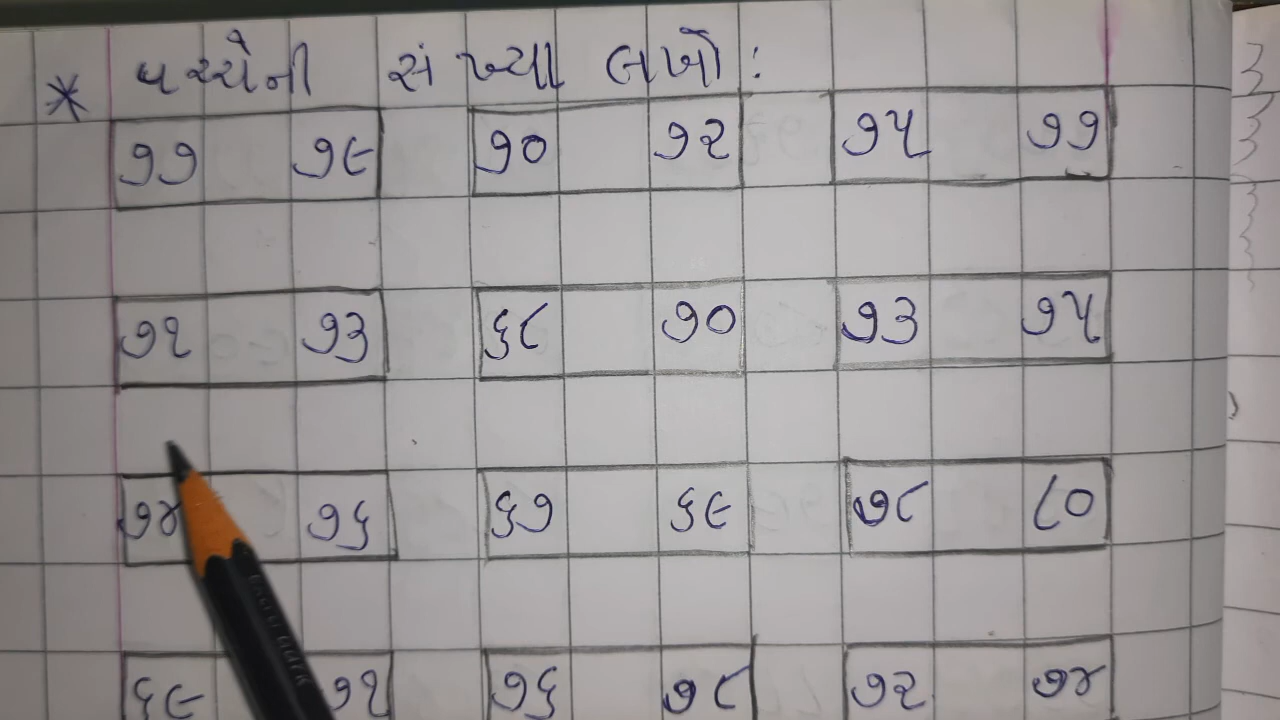 * વચ્ચેની સંખ્યા લખો :
૭૭ ૭૯ ૭૦ ૭૨ ૭૫ ૭૭
૭૧ ૭૩ ૬૮ ૭૦ ૭૩ ૭૫
૭૪ ૭૬ ૬૭ ૬૯ ૭૮ ૮૦
૬૯ ૭૧ ૭૬ ૭૮ ૭૨ ૭૪